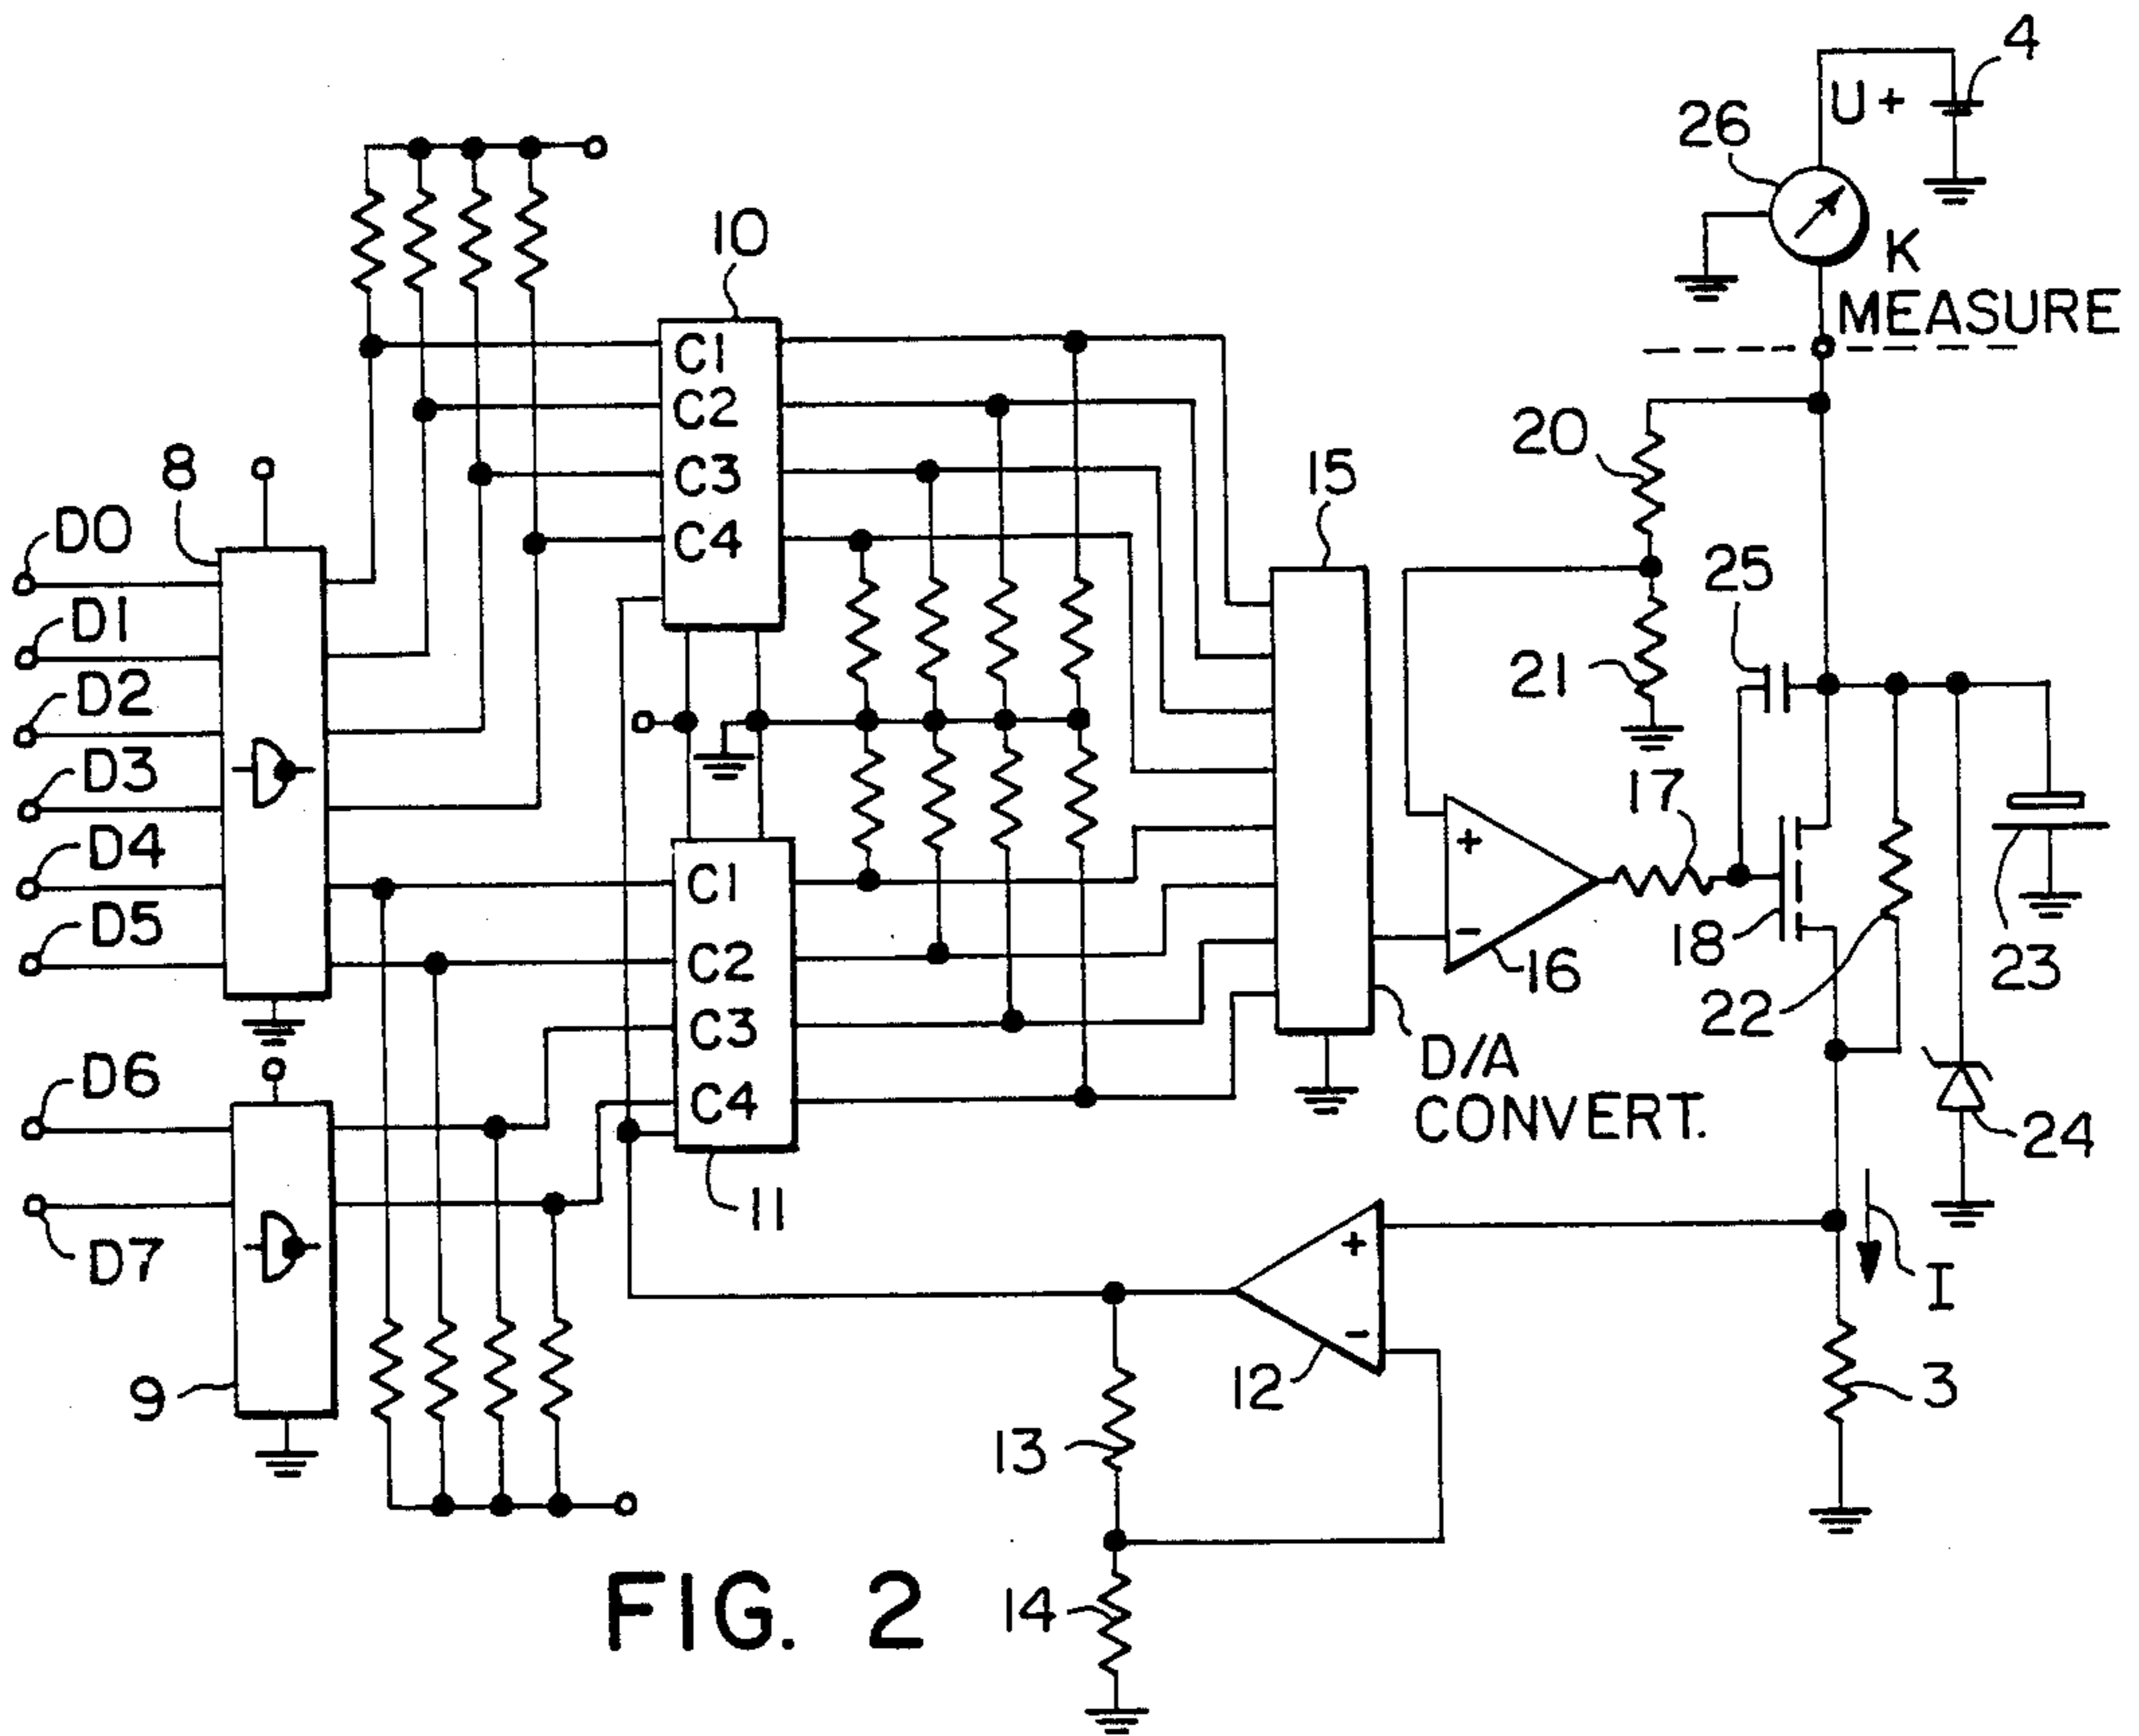 4
U+
26
K
MEASURE
10
C1
C2
C3
C4
20
15
25
8
D0
D1
D2
D3
D4
D5
21
17
+
-
16
18
22
23
C1
C2
C3
C4
11
D/A
CONVERT.
24
D6
D7
9
+
-
12
I
3
13
14
FIG. 2